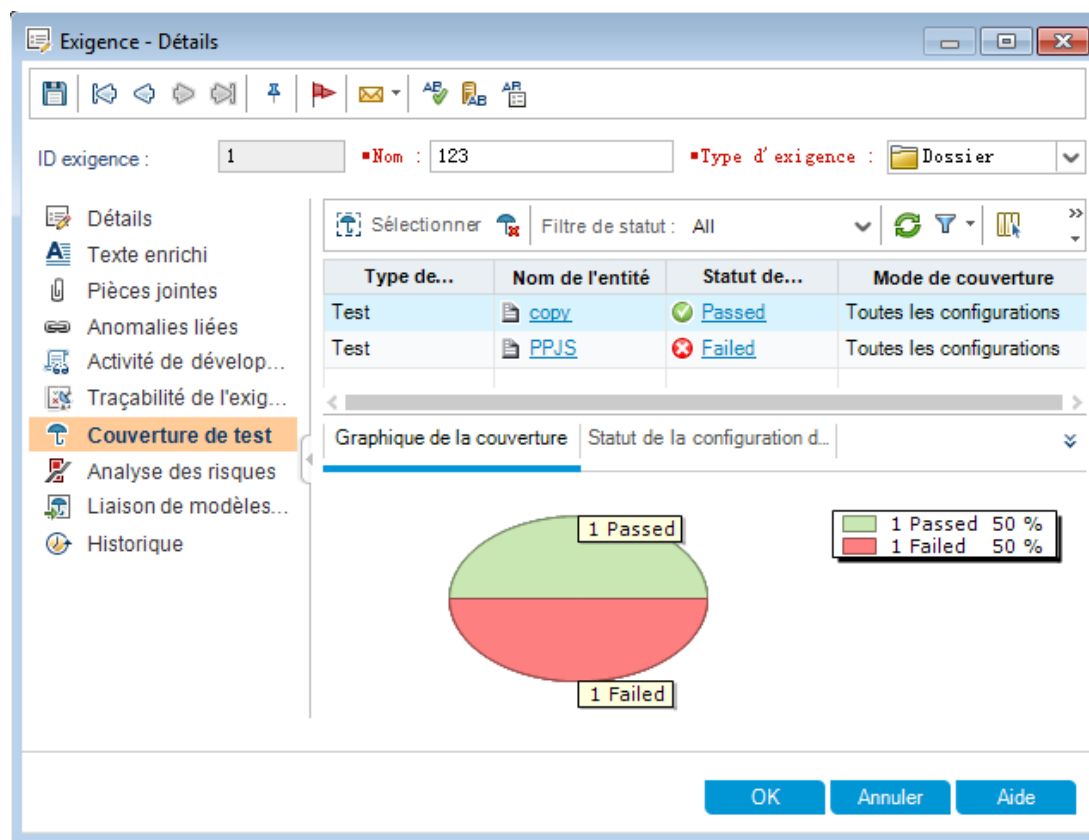 Exigence - Détails
ID exigence : 1 ▪Nom : 123 ▪Type d'exigence : Dossier
Détails
Texte enrichi
Pièces jointes
Anomalies liées
Activité de dévelop...
Traçabilité de l'exig...
Couverture de test
Analyse des risques
Liaison de modèles...
Historique
Sélectionner Filtre de statut : All
Type de... Nom de l'entité Statut de... Mode de couverture
Test copy Passed Toutes les configurations
Test PPJS Failed Toutes les configurations
Graphique de la couverture Statut de la configuration d...
1 Passed
1 Failed
1 Passed 50 %
1 Failed 50 %
OK Annuler Aide